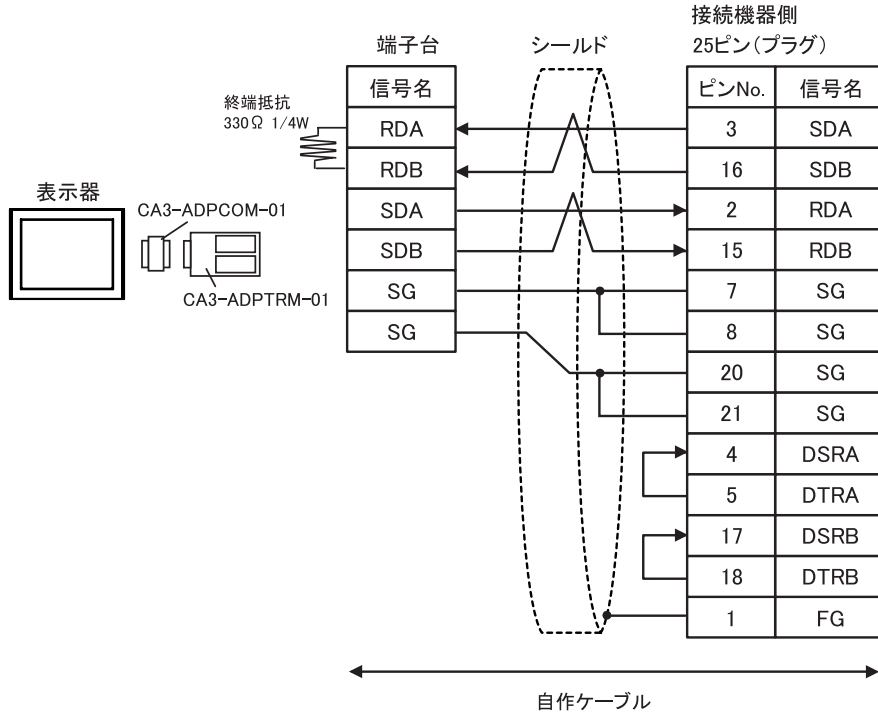 接続機器側
端子台 シールド 25ピン(プラグ)
信号名 ピンNo. 信号名
終端抵抗
330Ω 1/4W
RDA 3 SDA
RDB 16 SDB
表示器
CA3-ADPCOM-01
SDA 2 RDA
SDB 15 RDB
CA3-ADPTRM-01
SG 7 SG
SG 8 SG
20 SG
21 SG
4 DSRA
5 DTRA
17 DSRB
18 DTRB
1 FG
自作ケーブル